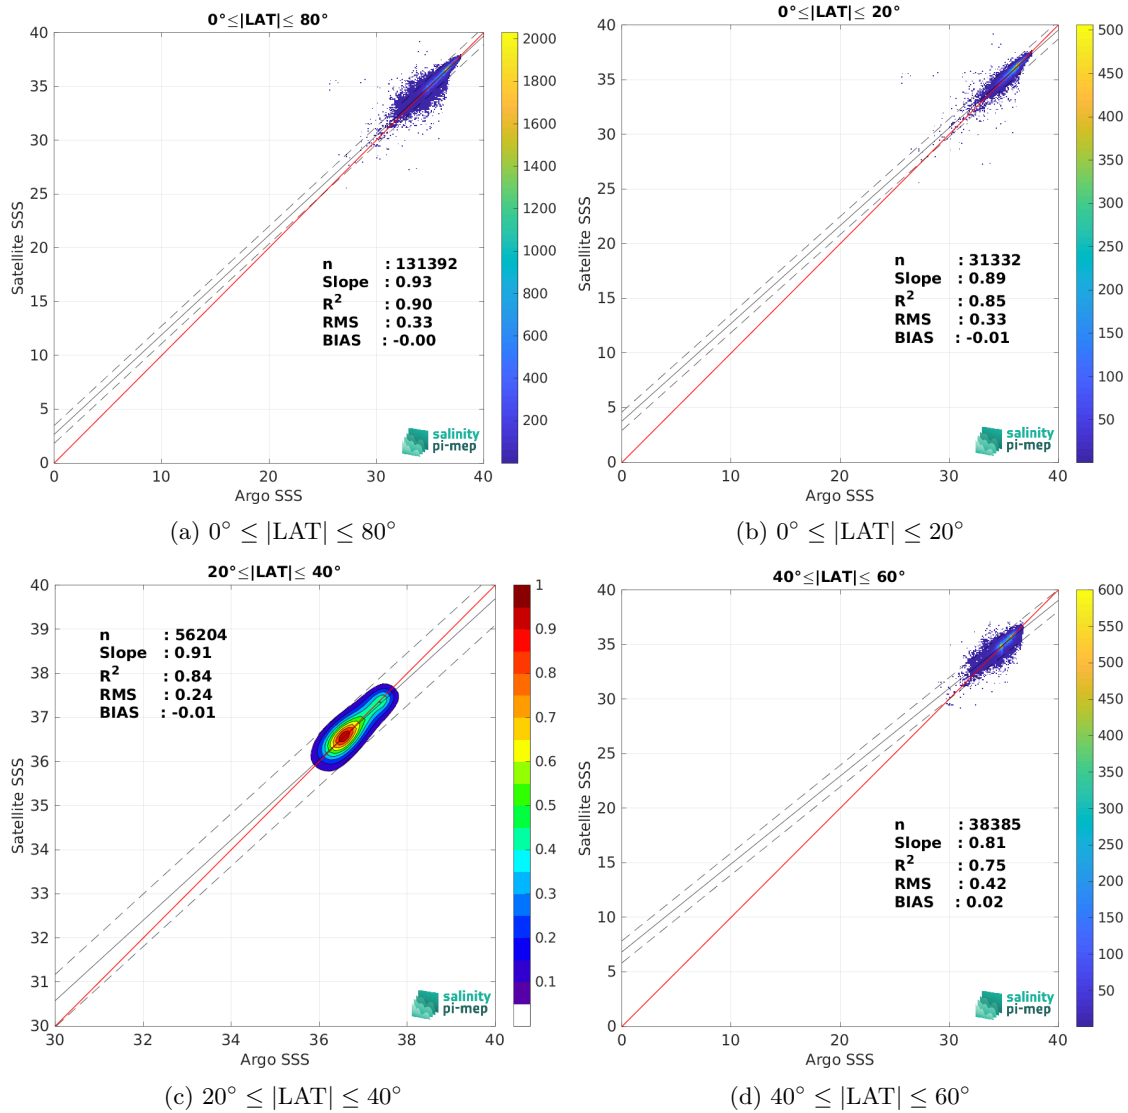 0°≤|LAT|≤ 80°
40
35
30
25
20
15
10
5
0
Satellite SSS
0
10
20
30
40
Argo SSS
2000
1800
1600
1400
1200
1000
800
600
400
200
n : 131392
Slope : 0.93
R² : 0.90
RMS : 0.33
BIAS : -0.00
salinity
pi-mep
(a) 0° ≤ |LAT| ≤ 80°
0°≤|LAT|≤ 20°
40
35
30
25
20
15
10
5
0
Satellite SSS
0
10
20
30
40
Argo SSS
500
450
400
350
300
250
200
150
100
50
n : 31332
Slope : 0.89
R² : 0.85
RMS : 0.33
BIAS : -0.01
salinity
pi-mep
(b) 0° ≤ |LAT| ≤ 20°
20°≤|LAT|≤ 40°
40
39
38
37
36
35
34
33
32
31
30
Satellite SSS
30
32
34
36
38
40
Argo SSS
1
0.9
0.8
0.7
0.6
0.5
0.4
0.3
0.2
0.1
n : 56204
Slope : 0.91
R² : 0.84
RMS : 0.24
BIAS : -0.01
salinity
pi-mep
(c) 20° ≤ |LAT| ≤ 40°
40°≤|LAT|≤ 60°
40
35
30
25
20
15
10
5
0
Satellite SSS
0
10
20
30
40
Argo SSS
600
550
500
450
400
350
300
250
200
150
100
50
n : 38385
Slope : 0.81
R² : 0.75
RMS : 0.42
BIAS : 0.02
salinity
pi-mep
(d) 40° ≤ |LAT| ≤ 60°